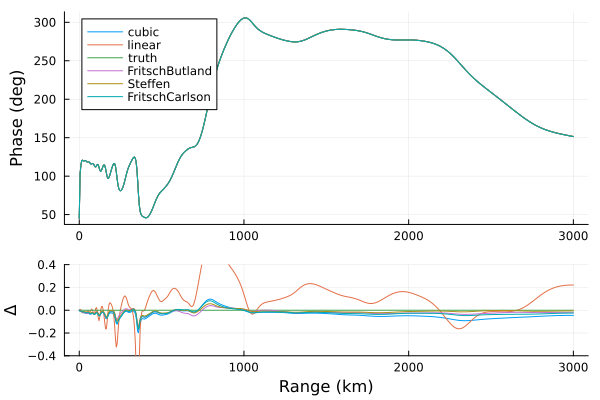 300
250
200
150
100
50
Phase (deg)
cubic
linear
truth
FritschButland
Steffen
FritschCarlson
0
1000
2000
3000
0.4
0.2
0.0
−0.2
−0.4
Δ
0
1000
2000
3000
Range (km)